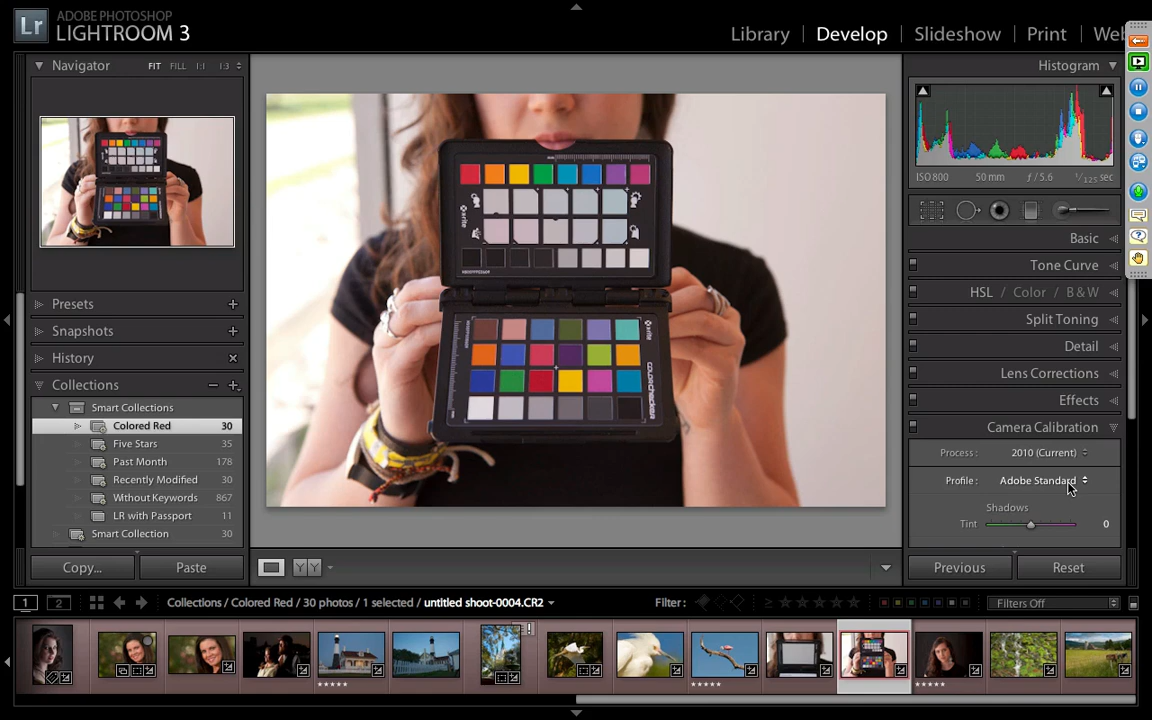 Lr
ADOBE PHOTOSHOP
LIGHTROOM 3
Library | Develop | Slideshow | Print | Web
Navigator FIT FILL 1:1 1:3
Histogram
ISO 800 50 mm ƒ / 5.6 1/125 sec
Basic
Tone Curve
HSL / Color / B & W
Split Toning
Detail
Lens Corrections
Effects
Camera Calibration
Process : 2010 (Current)
Profile : Adobe Standard
Shadows
Tint 0
Previous Reset
Presets +
Snapshots +
History ×
Collections − +
Smart Collections
Colored Red 30
Five Stars 35
Past Month 178
Recently Modified 30
Without Keywords 867
LR with Passport 11
Smart Collection 30
Copy... Paste
x-rite
colorchecker
x-rite
Y Y
1 2 Collections / Colored Red / 30 photos / 1 selected / untitled shoot-0004.CR2 Filter : ≥ Filters Off